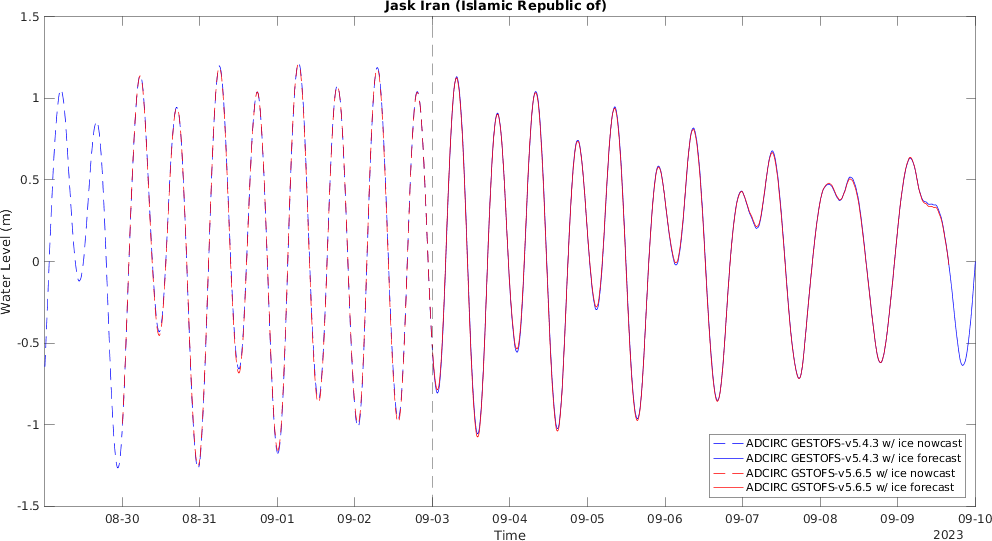 Jask Iran (Islamic Republic of)
1.5
1
0.5
0
-0.5
-1
-1.5
Water Level (m)
08-30 08-31 09-01 09-02 09-03 09-04 09-05 09-06 09-07 09-08 09-09 09-10
Time
2023
ADCIRC GESTOFS-v5.4.3 w/ ice nowcast
ADCIRC GESTOFS-v5.4.3 w/ ice forecast
ADCIRC GSTOFS-v5.6.5 w/ ice nowcast
ADCIRC GSTOFS-v5.6.5 w/ ice forecast